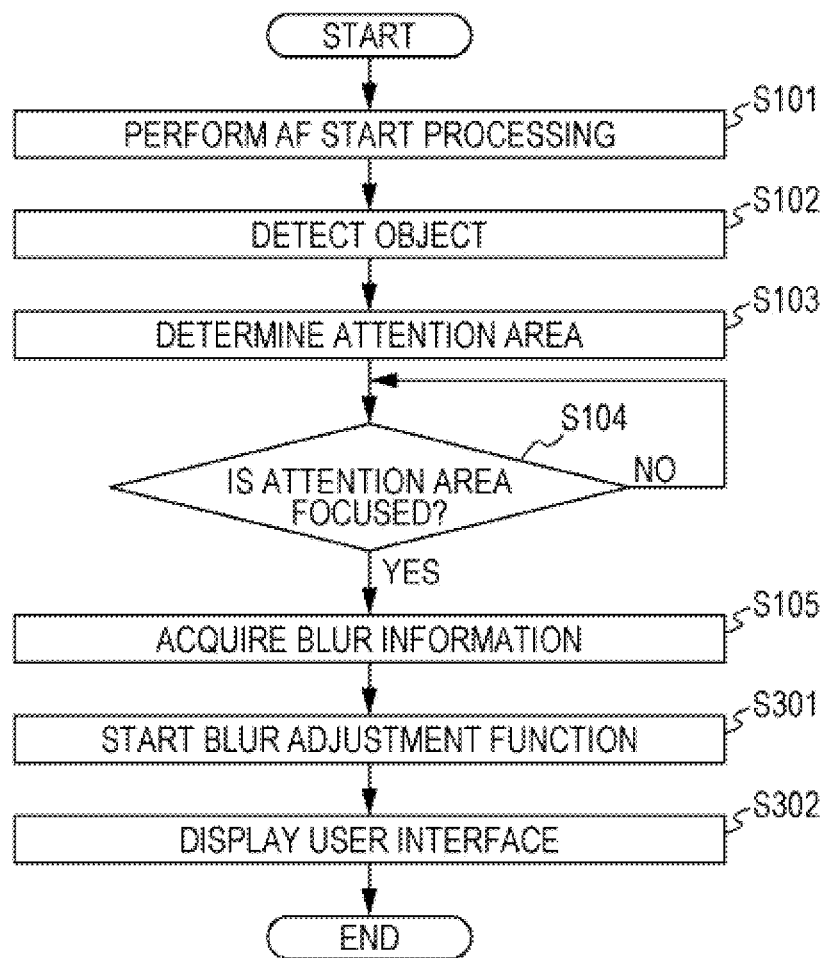 START
S101
PERFORM AF START PROCESSING
S102
DETECT OBJECT
S103
DETERMINE ATTENTION AREA
S104
IS ATTENTION AREA
FOCUSED?
NO
YES
S105
ACQUIRE BLUR INFORMATION
S301
START BLUR ADJUSTMENT FUNCTION
S302
DISPLAY USER INTERFACE
END